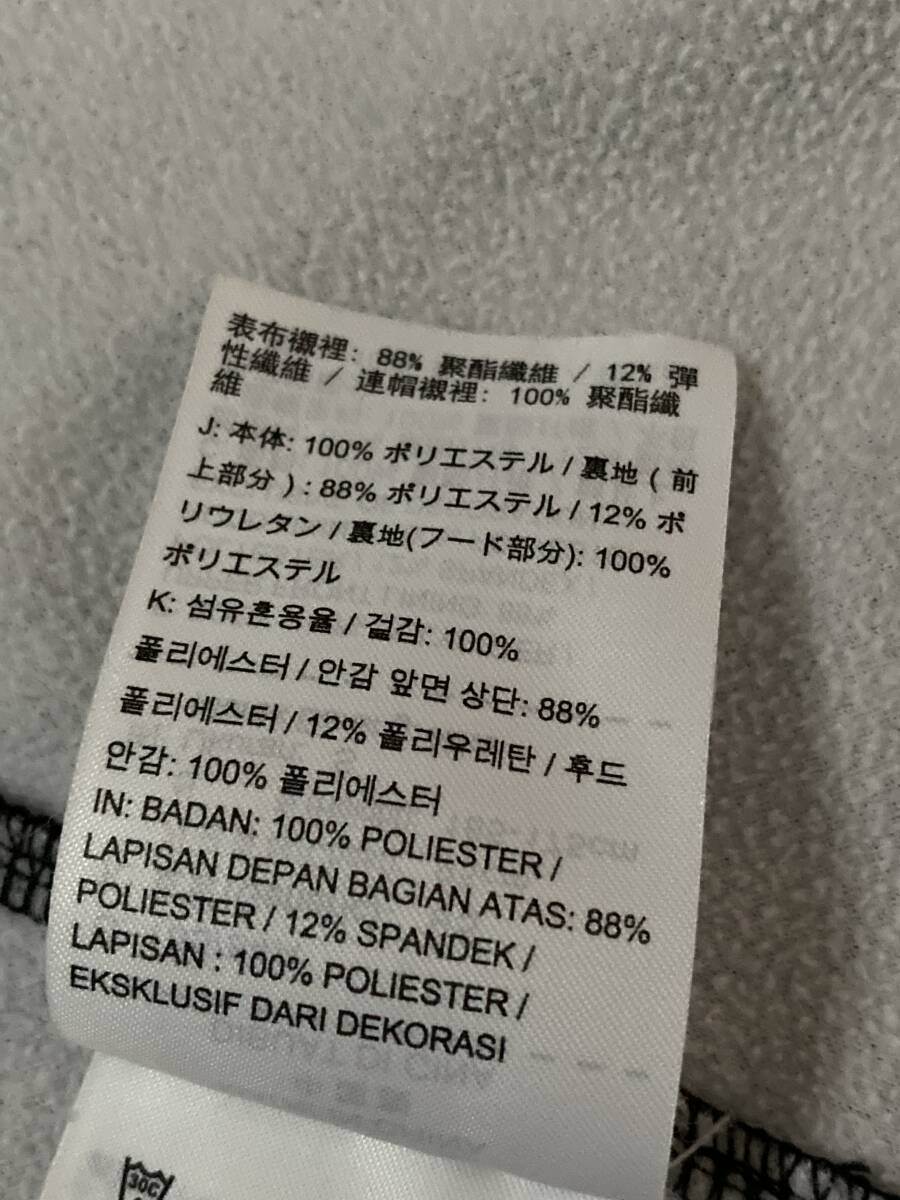 表布襯裡: 88% 聚酯纖維 / 12% 彈
性纖維 / 連帽襯裡: 100% 聚酯纖
維
J: 本体: 100% ポリエステル / 裏地 ( 前
上部分 ) : 88% ポリエステル / 12% ポ
リウレタン / 裏地(フード部分): 100%
ポリエステル
K: 섬유혼용율 / 겉감: 100%
폴리에스터 / 안감 앞면 상단: 88%
폴리에스터 / 12% 폴리우레탄 / 후드
안감: 100% 폴리에스터
IN: BADAN: 100% POLIESTER /
LAPISAN DEPAN BAGIAN ATAS: 88%
POLIESTER / 12% SPANDEK /
LAPISAN : 100% POLIESTER /
EKSKLUSIF DARI DEKORASI
30C